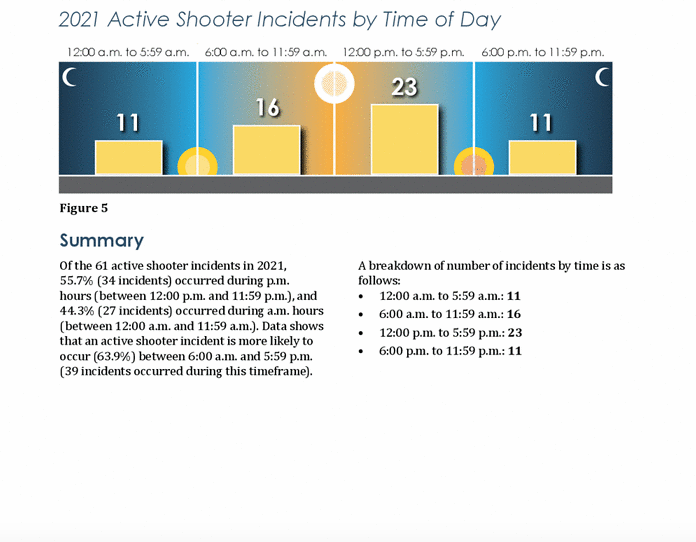 2021 Active Shooter Incidents by Time of Day
12:00 a.m. to 5:59 a.m. 6:00 a.m. to 11:59 a.m. 12:00 p.m. to 5:59 p.m. 6:00 p.m. to 11:59 p.m.
11 16 23 11
Figure 5
Summary
Of the 61 active shooter incidents in 2021,
55.7% (34 incidents) occurred during p.m.
hours (between 12:00 p.m. and 11:59 p.m.), and
44.3% (27 incidents) occurred during a.m. hours
(between 12:00 a.m. and 11:59 a.m.). Data shows
that an active shooter incident is more likely to
occur (63.9%) between 6:00 a.m. and 5:59 p.m.
(39 incidents occurred during this timeframe).
A breakdown of number of incidents by time is as
follows:
• 12:00 a.m. to 5:59 a.m.: 11
• 6:00 a.m. to 11:59 a.m.: 16
• 12:00 p.m. to 5:59 p.m.: 23
• 6:00 p.m. to 11:59 p.m.: 11